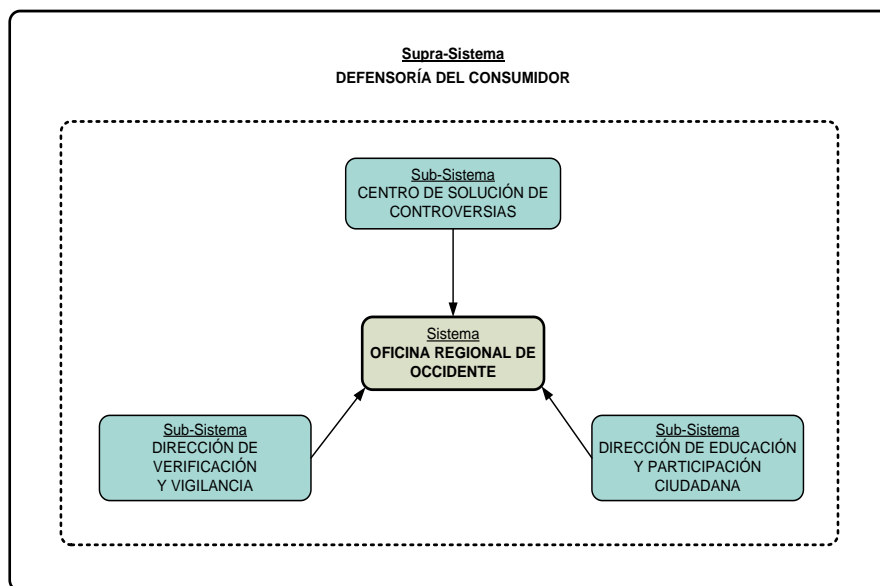 Supra-Sistema
DEFENSORÍA DEL CONSUMIDOR
Sub-Sistema
CENTRO DE SOLUCIÓN DE
CONTROVERSIAS
Sistema
OFICINA REGIONAL DE
OCCIDENTE
Sub-Sistema
DIRECCIÓN DE
VERIFICACIÓN
Y VIGILANCIA
Sub-Sistema
DIRECCIÓN DE EDUCACIÓN
Y PARTICIPACIÓN
CIUDADANA